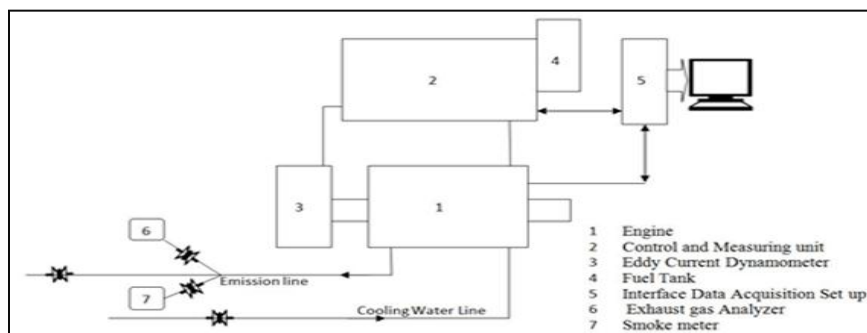 4
2
5
3
1
6
Emission line
7
Cooling Water Line
1 Engine
2 Control and Measuring unit
3 Eddy Current Dynamometer
4 Fuel Tank
5 Interface Data Acquisition Set up
6 Exhaust gas Analyzer
7 Smoke meter